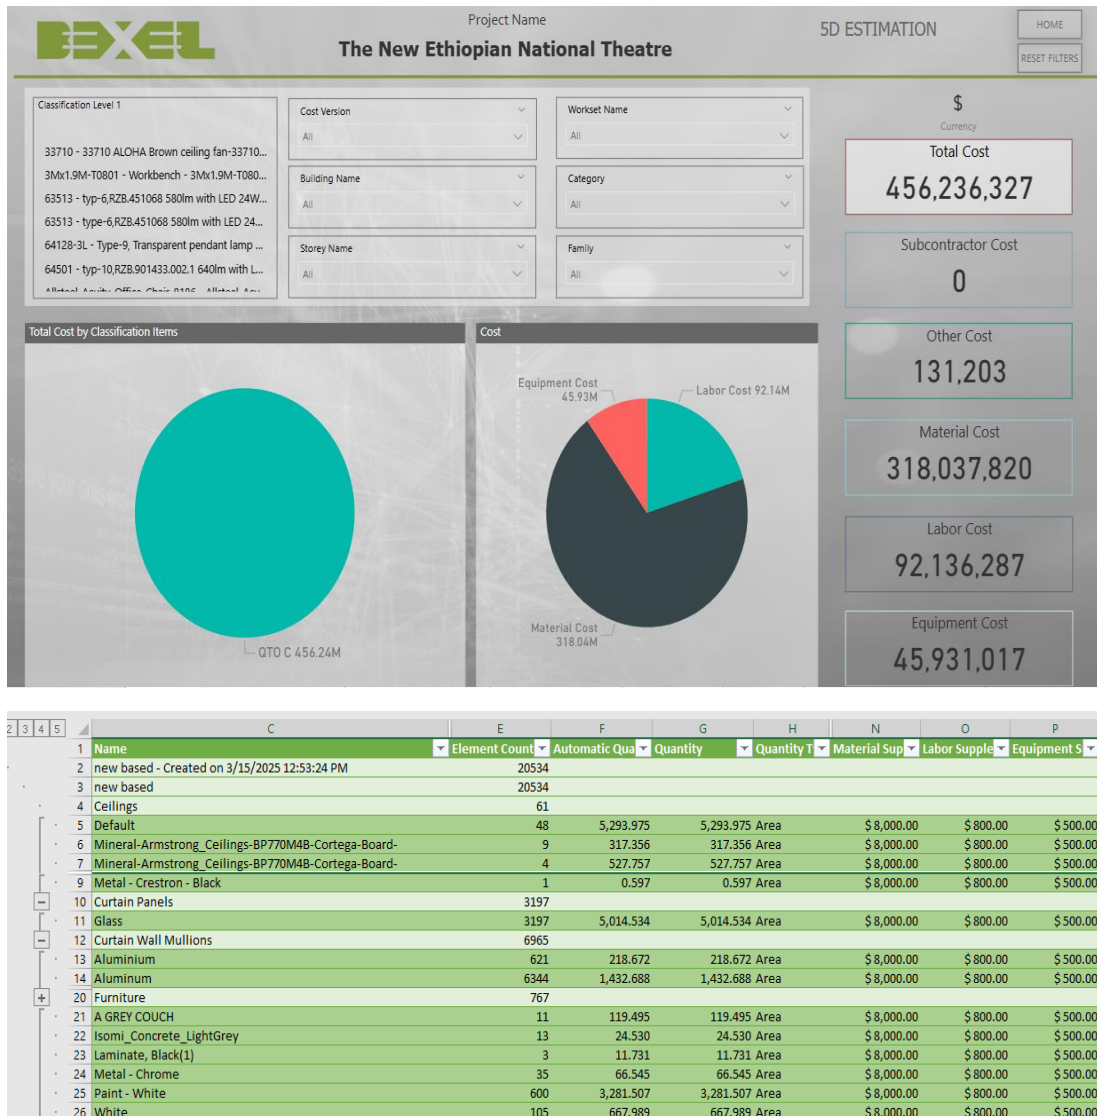 BEXEL
Project Name
The New Ethiopian National Theatre
5D ESTIMATION
HOME
RESET FILTERS
Classification Level 1
33710 - 33710 ALOHA Brown ceiling fan-33710...
3Mx1.9M-T0801 - Workbench - 3Mx1.9M-T080...
63513 - typ-6,RZB.451068 580lm with LED 24W...
63513 - type-6,RZB.451068 580lm with LED 24...
64128-3L - Type-9, Transparent pendant lamp ...
64501 - typ-10,RZB.901433.002.1 640lm with L...
Cost Version
All
Workset Name
All
Building Name
All
Category
All
Storey Name
All
Family
All
$
Currency
Total Cost
456,236,327
Subcontractor Cost
0
Other Cost
131,203
Material Cost
318,037,820
Labor Cost
92,136,287
Equipment Cost
45,931,017
Total Cost by Classification Items
QTO C 456.24M
Cost
Equipment Cost
45.93M
Labor Cost 92.14M
Material Cost
318.04M
2 3 4 5 C E F G H N O P
1 Name Element Count Automatic Qua Quantity Quantity T Material Sup Labor Supple Equipment S
2 new based - Created on 3/15/2025 12:53:24 PM 20534
3 new based 20534
4 Ceilings 61
5 Default 48 5,293.975 5,293.975 Area $ 8,000.00 $ 800.00 $ 500.00
6 Mineral-Armstrong_Ceilings-BP770M4B-Cortega-Board- 9 317.356 317.356 Area $ 8,000.00 $ 800.00 $ 500.00
7 Mineral-Armstrong_Ceilings-BP770M4B-Cortega-Board- 4 527.757 527.757 Area $ 8,000.00 $ 800.00 $ 500.00
9 Metal - Crestron - Black 1 0.597 0.597 Area $ 8,000.00 $ 800.00 $ 500.00
10 Curtain Panels 3197
11 Glass 3197 5,014.534 5,014.534 Area $ 8,000.00 $ 800.00 $ 500.00
12 Curtain Wall Mullions 6965
13 Aluminium 621 218.672 218.672 Area $ 8,000.00 $ 800.00 $ 500.00
14 Aluminum 6344 1,432.688 1,432.688 Area $ 8,000.00 $ 800.00 $ 500.00
20 Furniture 767
21 A GREY COUCH 11 119.495 119.495 Area $ 8,000.00 $ 800.00 $ 500.00
22 Isomi_Concrete_LightGrey 13 24.530 24.530 Area $ 8,000.00 $ 800.00 $ 500.00
23 Laminate, Black(1) 3 11.731 11.731 Area $ 8,000.00 $ 800.00 $ 500.00
24 Metal - Chrome 35 66.545 66.545 Area $ 8,000.00 $ 800.00 $ 500.00
25 Paint - White 600 3,281.507 3,281.507 Area $ 8,000.00 $ 800.00 $ 500.00
26 White 105 667.989 667.989 Area $ 8,000.00 $ 800.00 $ 500.00